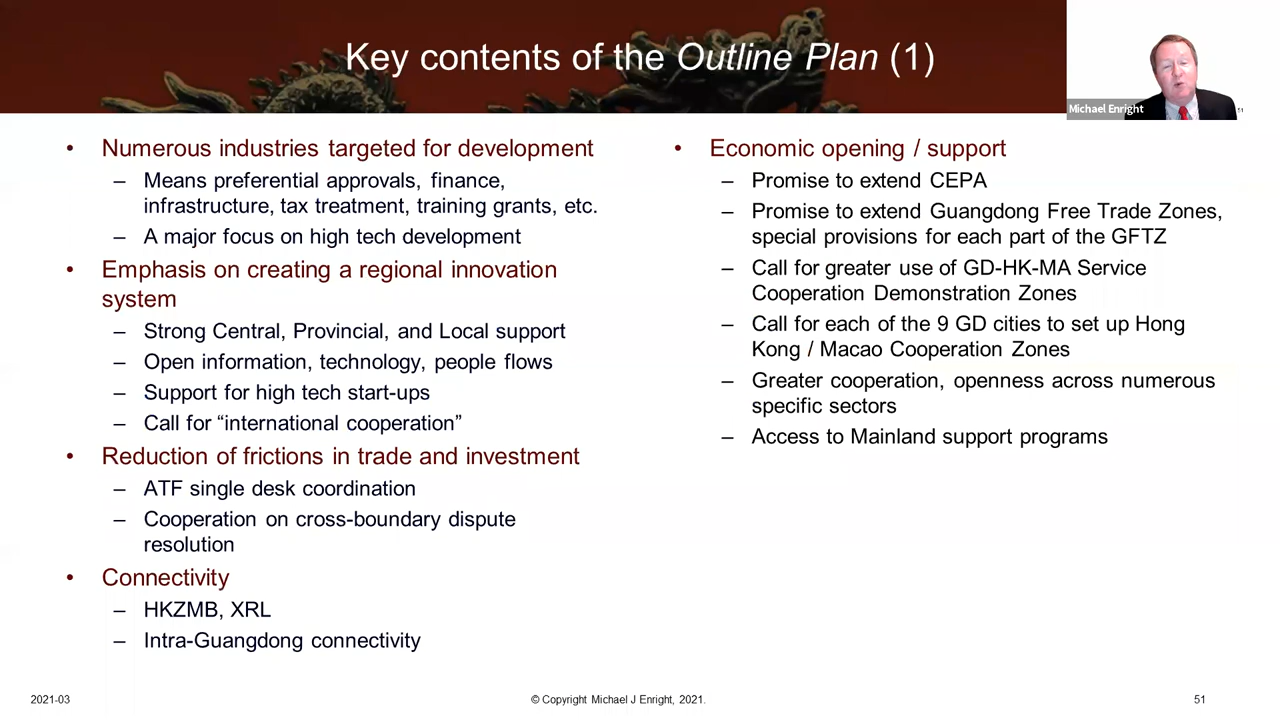 Key contents of the Outline Plan (1)
Michael Enright
51
• Numerous industries targeted for development
– Means preferential approvals, finance,
infrastructure, tax treatment, training grants, etc.
– A major focus on high tech development
• Emphasis on creating a regional innovation
system
– Strong Central, Provincial, and Local support
– Open information, technology, people flows
– Support for high tech start-ups
– Call for “international cooperation”
• Reduction of frictions in trade and investment
– ATF single desk coordination
– Cooperation on cross-boundary dispute
resolution
• Connectivity
– HKZMB, XRL
– Intra-Guangdong connectivity
• Economic opening / support
– Promise to extend CEPA
– Promise to extend Guangdong Free Trade Zones,
special provisions for each part of the GFTZ
– Call for greater use of GD-HK-MA Service
Cooperation Demonstration Zones
– Call for each of the 9 GD cities to set up Hong
Kong / Macao Cooperation Zones
– Greater cooperation, openness across numerous
specific sectors
– Access to Mainland support programs
2021-03
© Copyright Michael J Enright, 2021.
51